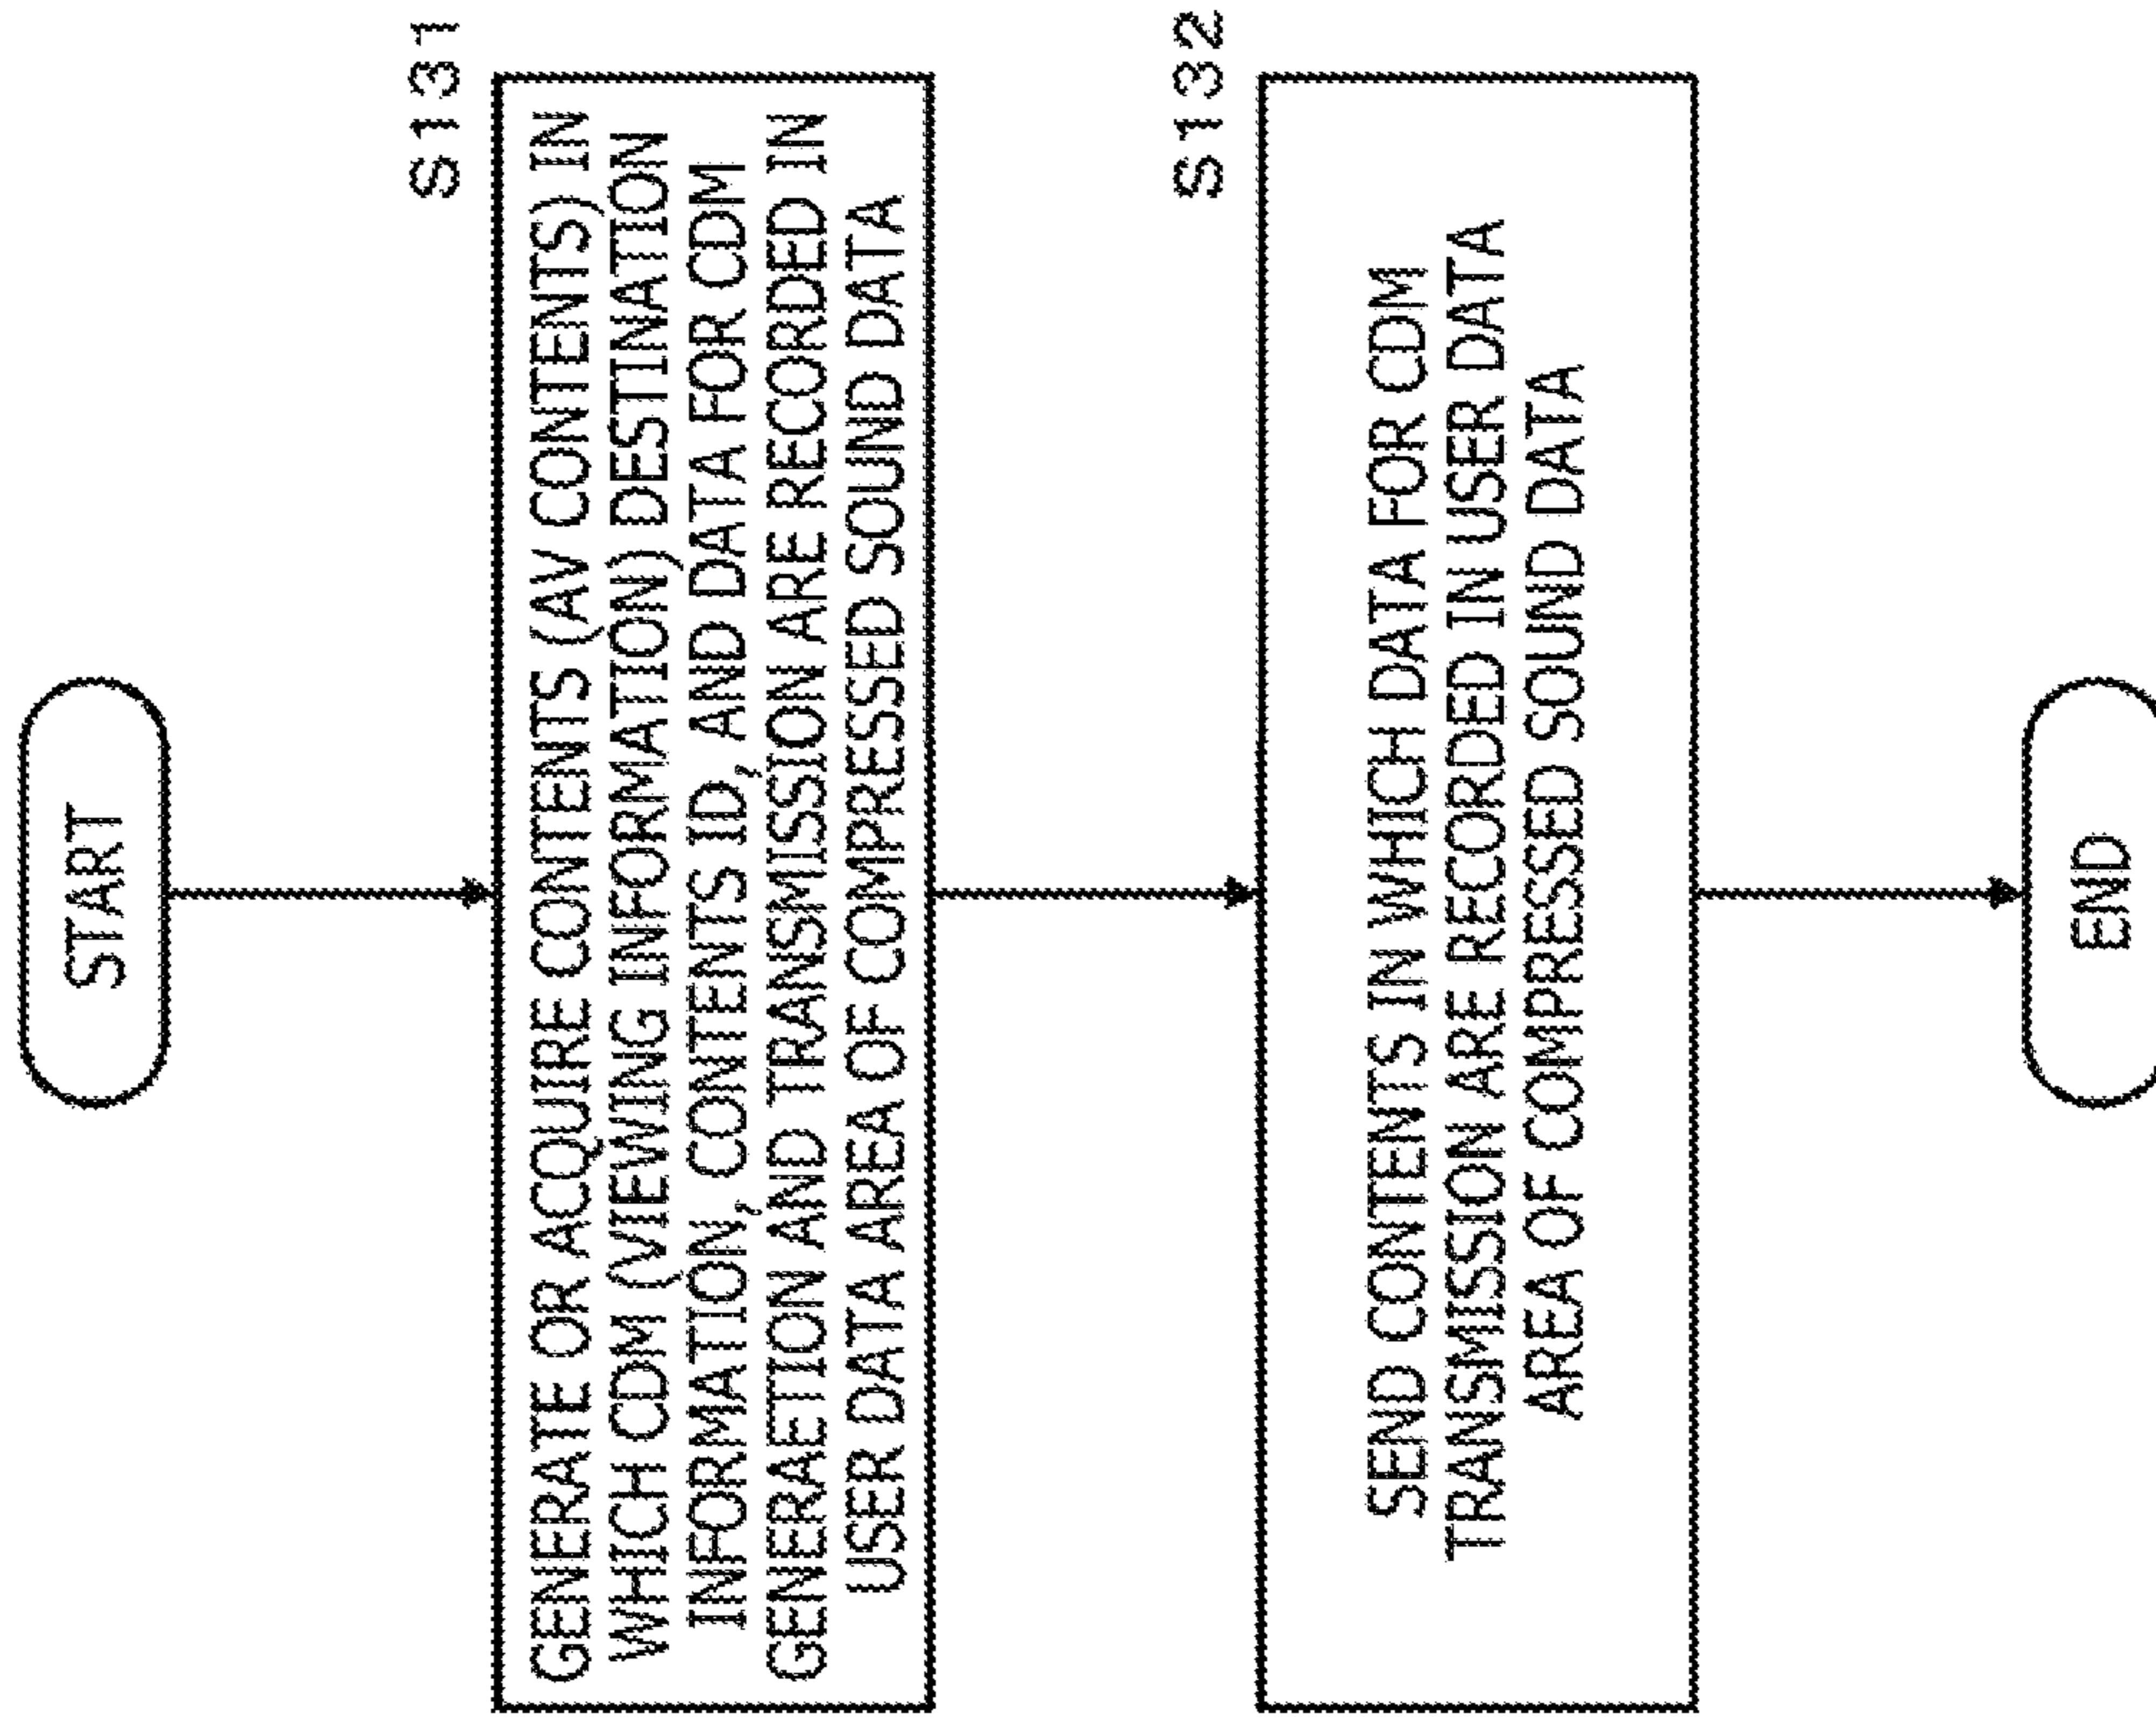 START
S131
GENERATE OR ACQUIRE CONTENTS (AV CONTENTS) IN
WHICH CDM (VIEWING INFORMATION) DESTINATION
INFORMATION, CONTENTS ID, AND DATA FOR CDM
GENERAETION AND TRANSMISSION ARE RECORDED IN
USER DATA AREA OF COMPRESSED SOUND DATA
S132
SEND CONTENTS IN WHICH DATA FOR CDM
TRANSMISSION ARE RECORDED IN USER DATA
AREA OF COMPRESSED SOUND DATA
END